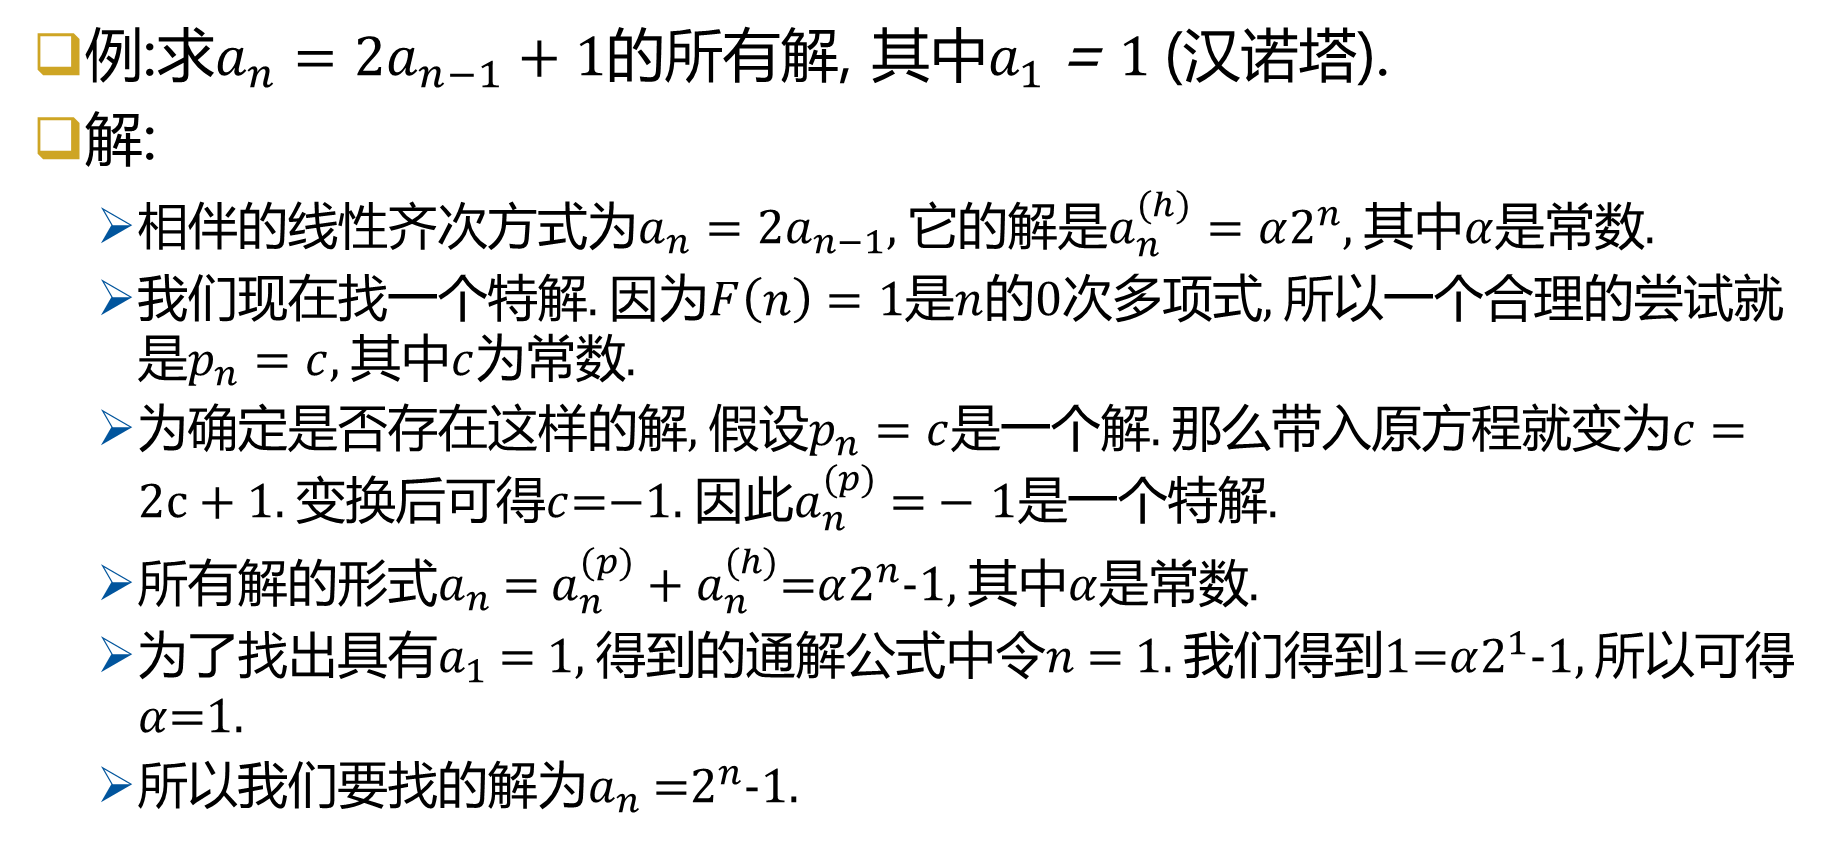 例:求aₙ = 2aₙ₋₁ + 1的所有解, 其中a₁ = 1 (汉诺塔).
解:
相伴的线性齐次方式为aₙ = 2aₙ₋₁, 它的解是aₙ⁽ʰ⁾ = α2ⁿ, 其中α是常数.
我们现在找一个特解. 因为F(n) = 1是n的0次多项式, 所以一个合理的尝试就
是pₙ = c, 其中c为常数.
为确定是否存在这样的解, 假设pₙ = c是一个解. 那么带入原方程就变为c =
2c + 1. 变换后可得c=−1. 因此aₙ⁽ᵖ⁾ = − 1是一个特解.
所有解的形式aₙ = aₙ⁽ᵖ⁾ + aₙ⁽ʰ⁾=α2ⁿ-1, 其中α是常数.
为了找出具有a₁ = 1, 得到的通解公式中令n = 1. 我们得到1=α2¹-1, 所以可得
α=1.
所以我们要找的解为aₙ =2ⁿ-1.